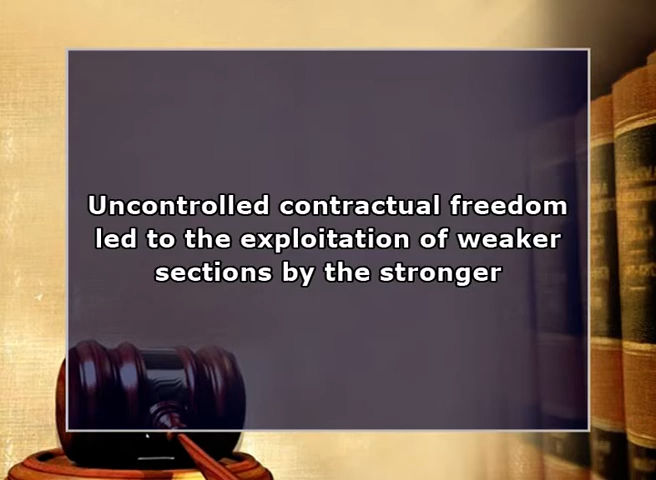 Uncontrolled contractual freedom
led to the exploitation of weaker
sections by the stronger